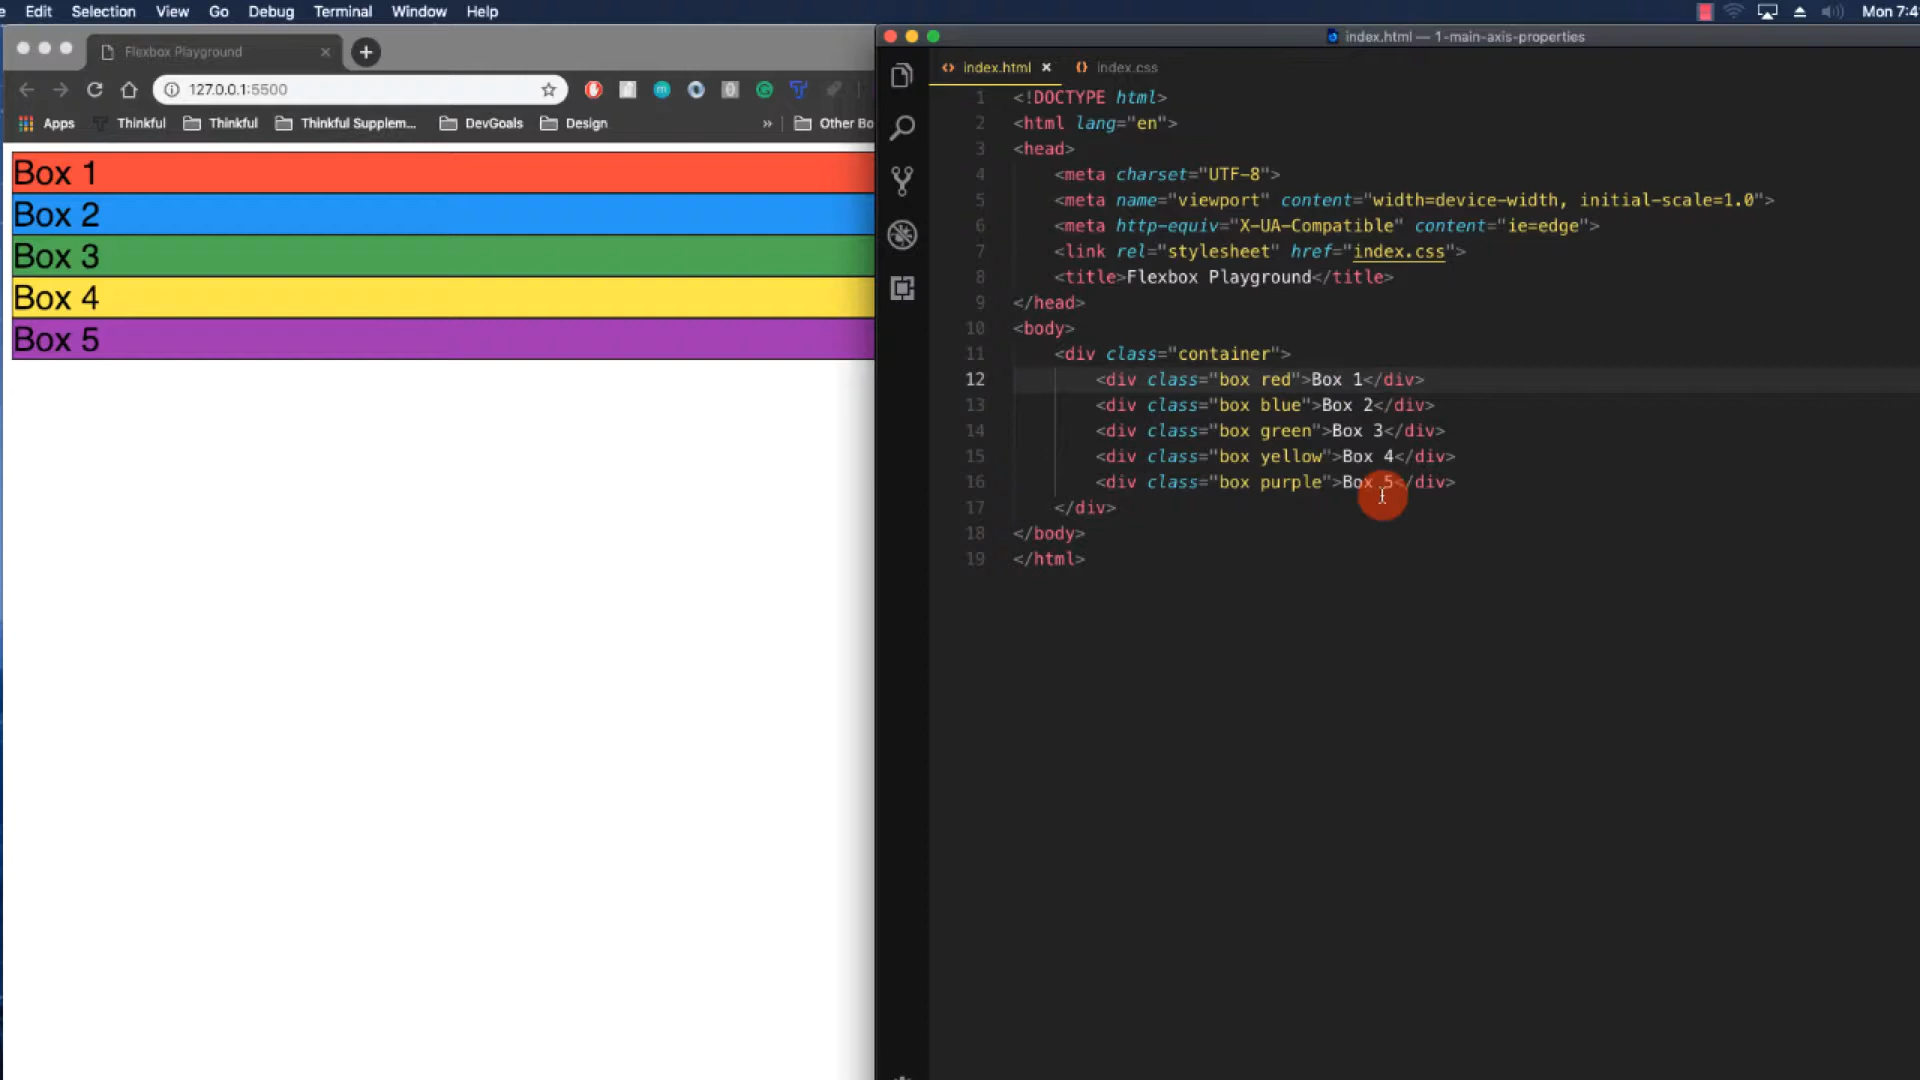 Edit Selection View Go Debug Terminal Window Help
Mon 7:4
Flexbox Playground
127.0.0.1:5500
Apps Thinkful Thinkful Thinkful Supplem... DevGoals Design » Other Bo
Box 1
Box 2
Box 3
Box 4
Box 5
index.html — 1-main-axis-properties
index.html index.css
1 <!DOCTYPE html>
2 <html lang="en">
3 <head>
4 <meta charset="UTF-8">
5 <meta name="viewport" content="width=device-width, initial-scale=1.0">
6 <meta http-equiv="X-UA-Compatible" content="ie=edge">
7 <link rel="stylesheet" href="index.css">
8 <title>Flexbox Playground</title>
9 </head>
10 <body>
11 <div class="container">
12 <div class="box red">Box 1</div>
13 <div class="box blue">Box 2</div>
14 <div class="box green">Box 3</div>
15 <div class="box yellow">Box 4</div>
16 <div class="box purple">Box 5</div>
17 </div>
18 </body>
19 </html>